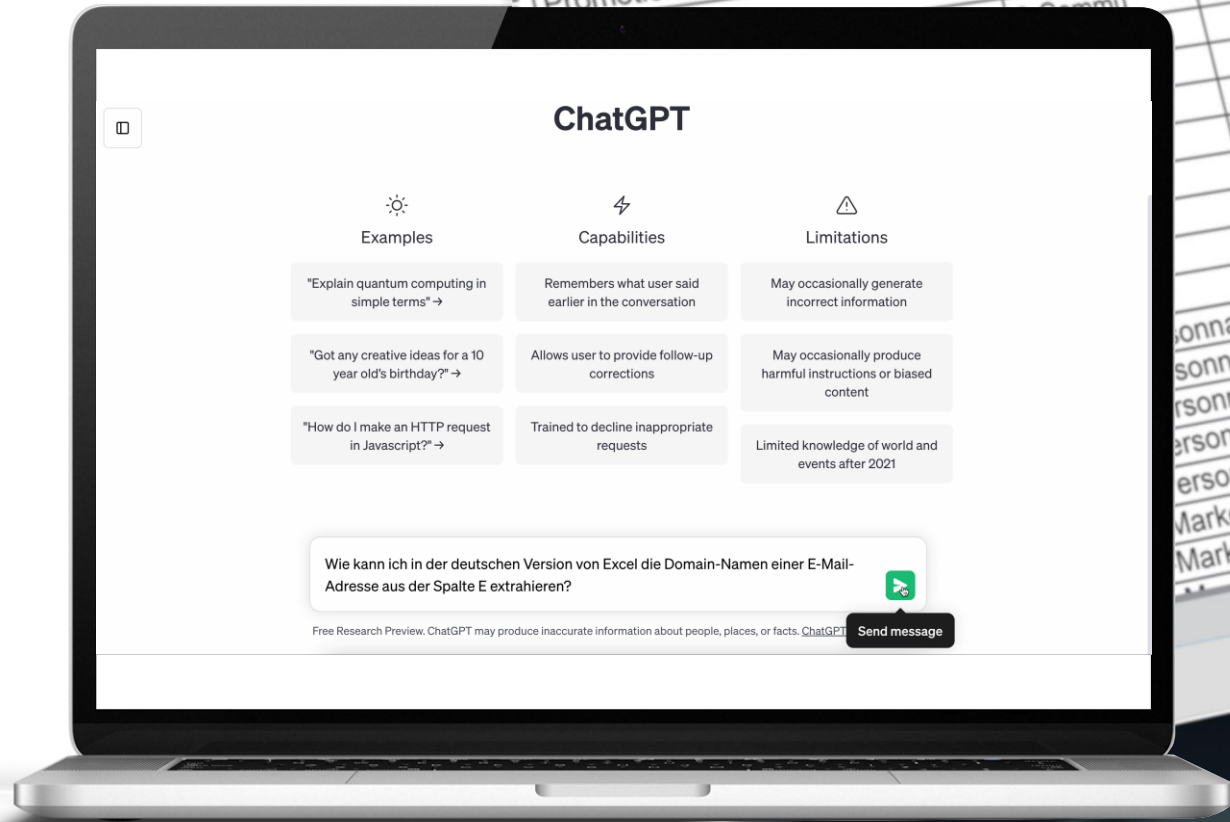 ChatGPT
Examples
"Explain quantum computing in
simple terms" →
"Got any creative ideas for a 10
year old's birthday?" →
"How do I make an HTTP request
in Javascript?" →
Capabilities
Remembers what user said
earlier in the conversation
Allows user to provide follow-up
corrections
Trained to decline inappropriate
requests
Limitations
May occasionally generate
incorrect information
May occasionally produce
harmful instructions or biased
content
Limited knowledge of world and
events after 2021
Wie kann ich in der deutschen Version von Excel die Domain-Namen einer E-Mail-
Adresse aus der Spalte E extrahieren?
Free Research Preview. ChatGPT may produce inaccurate information about people, places, or facts. ChatGPT
Send message